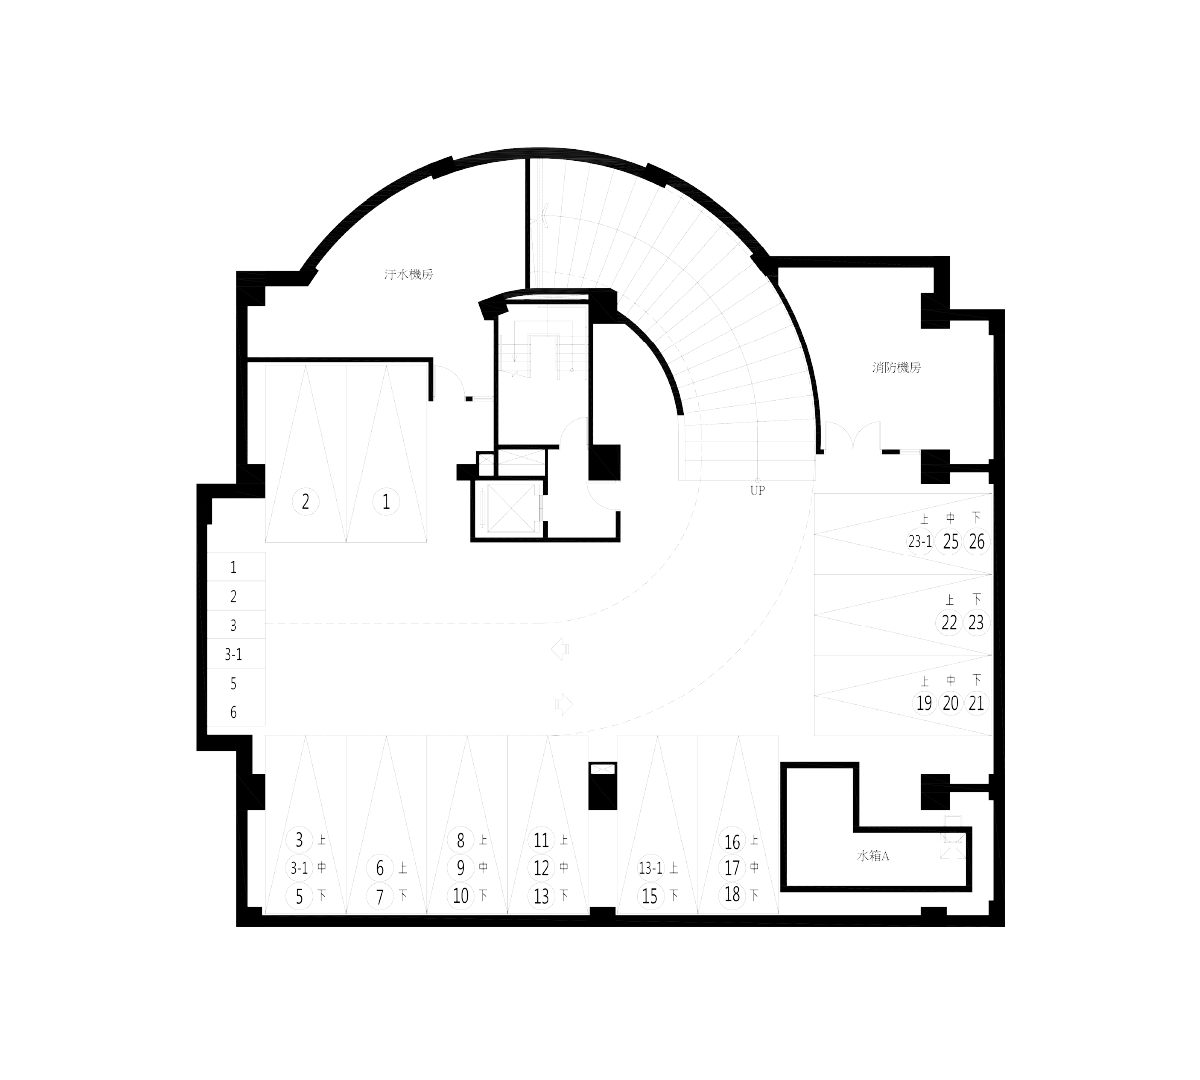 汙水機房
消防機房
UP
2
1
上 中 下
23-1 25 26
1
2
3
3-1
5
6
上 下
22 23
上 中 下
19 20 21
3 上
3-1 中
5 下
6 上
7 下
8 上
9 中
10 下
11 上
12 中
13 下
13-1 上
15 下
16 上
17 中
18 下
水箱A